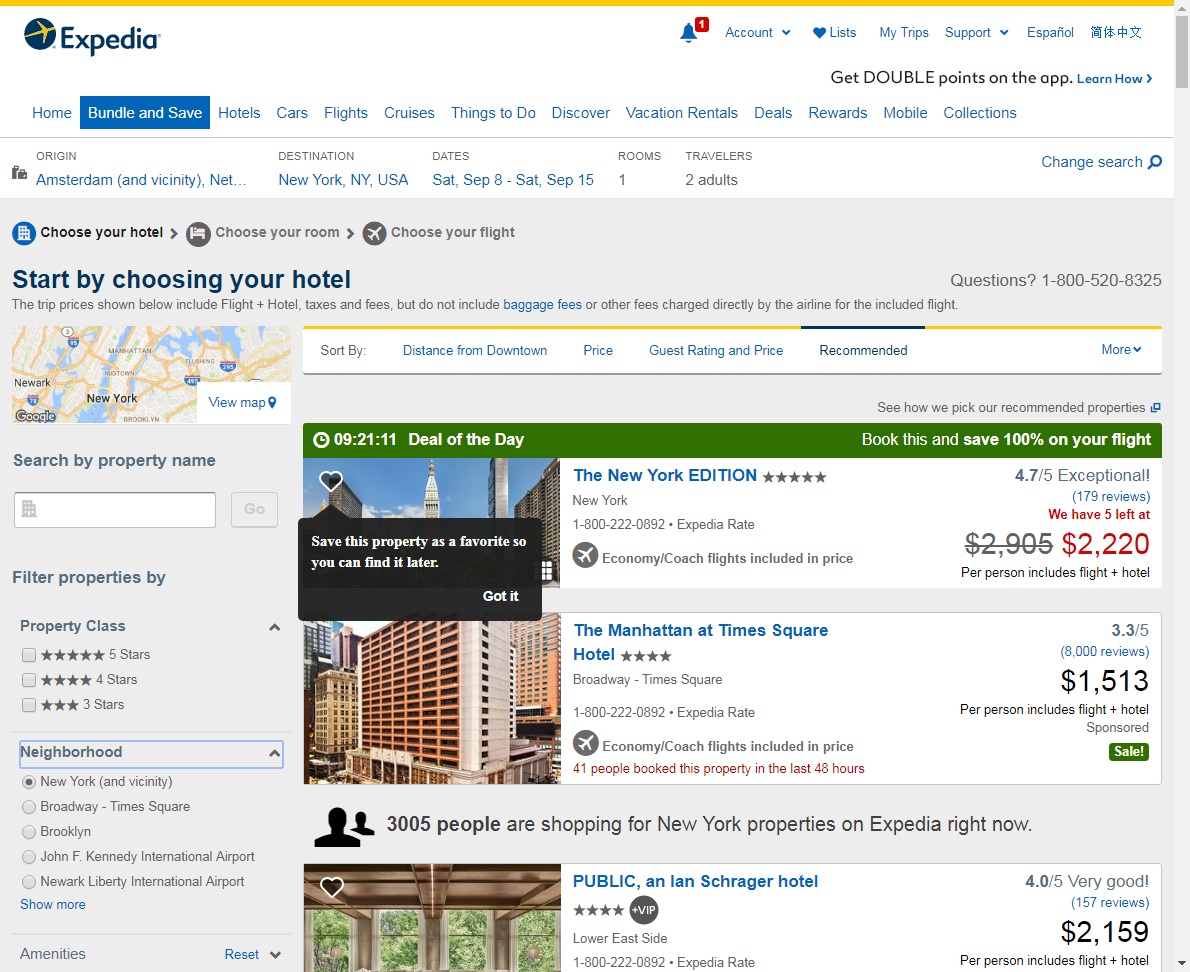 Expedia
1
Account
Lists
My Trips
Support
Español
简体中文
Get DOUBLE points on the app. Learn How
Home
Bundle and Save
Hotels
Cars
Flights
Cruises
Things to Do
Discover
Vacation Rentals
Deals
Rewards
Mobile
Collections
ORIGIN
Amsterdam (and vicinity), Net...
DESTINATION
New York, NY, USA
DATES
Sat, Sep 8 - Sat, Sep 15
ROOMS
1
TRAVELERS
2 adults
Change search
Choose your hotel
Choose your room
Choose your flight
Start by choosing your hotel
Questions? 1-800-520-8325
The trip prices shown below include Flight + Hotel, taxes and fees, but do not include baggage fees or other fees charged directly by the airline for the included flight.
3
95
MANHATTAN
FLUSHING
MIDTOWN
295
495
Newark
78
New York
BROOKLYN
Google
View map
Search by property name
Go
Filter properties by
Property Class
5 Stars
4 Stars
3 Stars
Neighborhood
New York (and vicinity)
Broadway - Times Square
Brooklyn
John F. Kennedy International Airport
Newark Liberty International Airport
Show more
Amenities
Reset
Sort By:
Distance from Downtown
Price
Guest Rating and Price
Recommended
More
See how we pick our recommended properties
09:21:11 Deal of the Day
Book this and save 100% on your flight
The New York EDITION
New York
1-800-222-0892 • Expedia Rate
Economy/Coach flights included in price
4.7/5 Exceptional!
(179 reviews)
We have 5 left at
$2,905 $2,220
Per person includes flight + hotel
Save this property as a favorite so
you can find it later.
Got it
The Manhattan at Times Square
Hotel
Broadway - Times Square
1-800-222-0892 • Expedia Rate
Economy/Coach flights included in price
41 people booked this property in the last 48 hours
3.3/5
(8,000 reviews)
$1,513
Per person includes flight + hotel
Sponsored
Sale!
3005 people are shopping for New York properties on Expedia right now.
PUBLIC, an Ian Schrager hotel
+VIP
Lower East Side
1-800-222-0892 • Expedia Rate
4.0/5 Very good!
(157 reviews)
$2,159
Per person includes flight + hotel